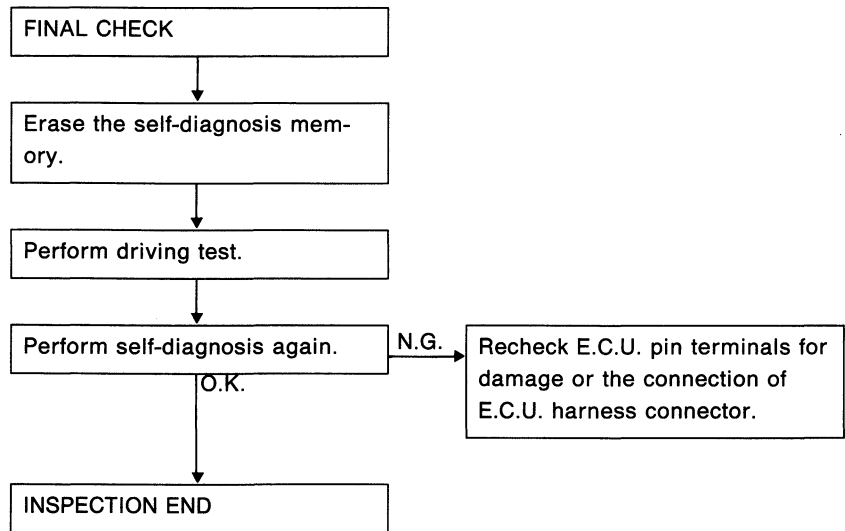 FINAL CHECK
Erase the self-diagnosis mem-
ory.
Perform driving test.
Perform self-diagnosis again.
N.G.
Recheck E.C.U. pin terminals for
damage or the connection of
E.C.U. harness connector.
O.K.
INSPECTION END